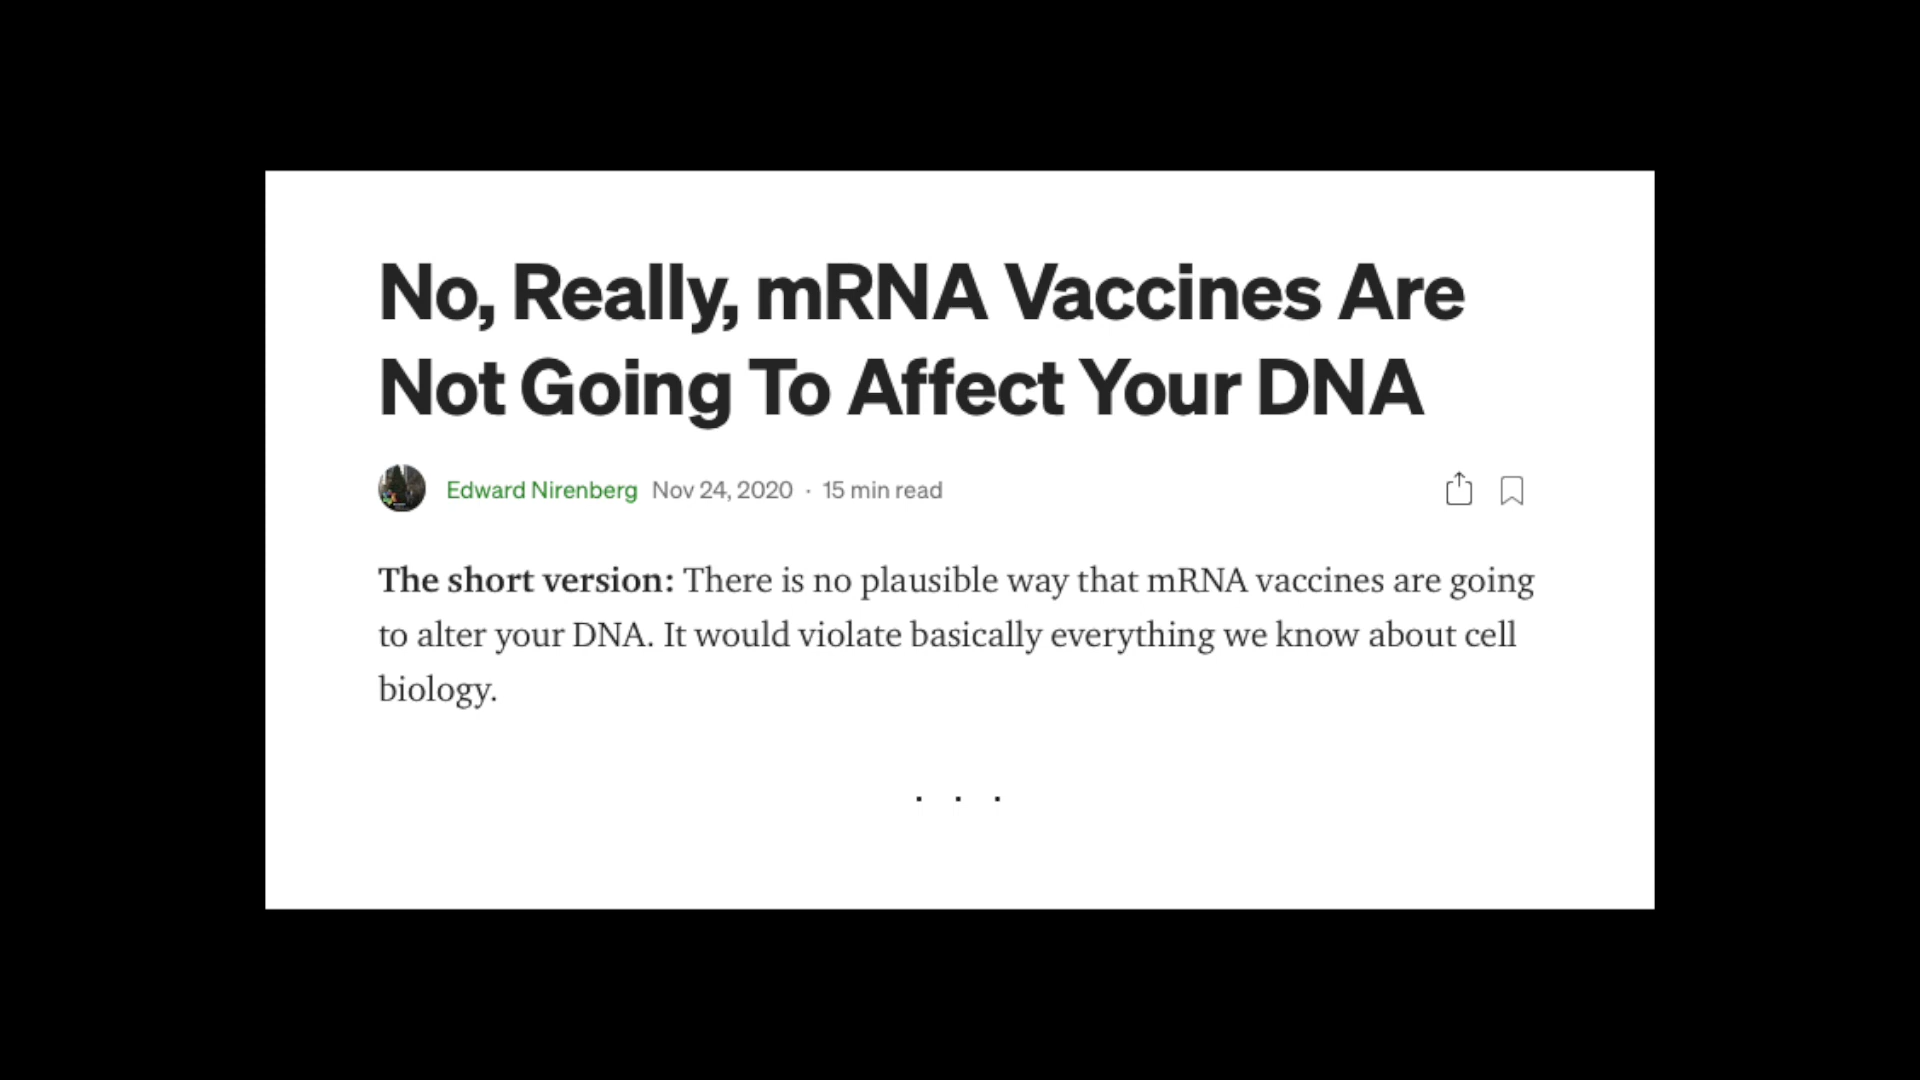 No, Really, mRNA Vaccines Are
Not Going To Affect Your DNA
Edward Nirenberg Nov 24, 2020 · 15 min read
The short version: There is no plausible way that mRNA vaccines are going
to alter your DNA. It would violate basically everything we know about cell
biology.
. . .